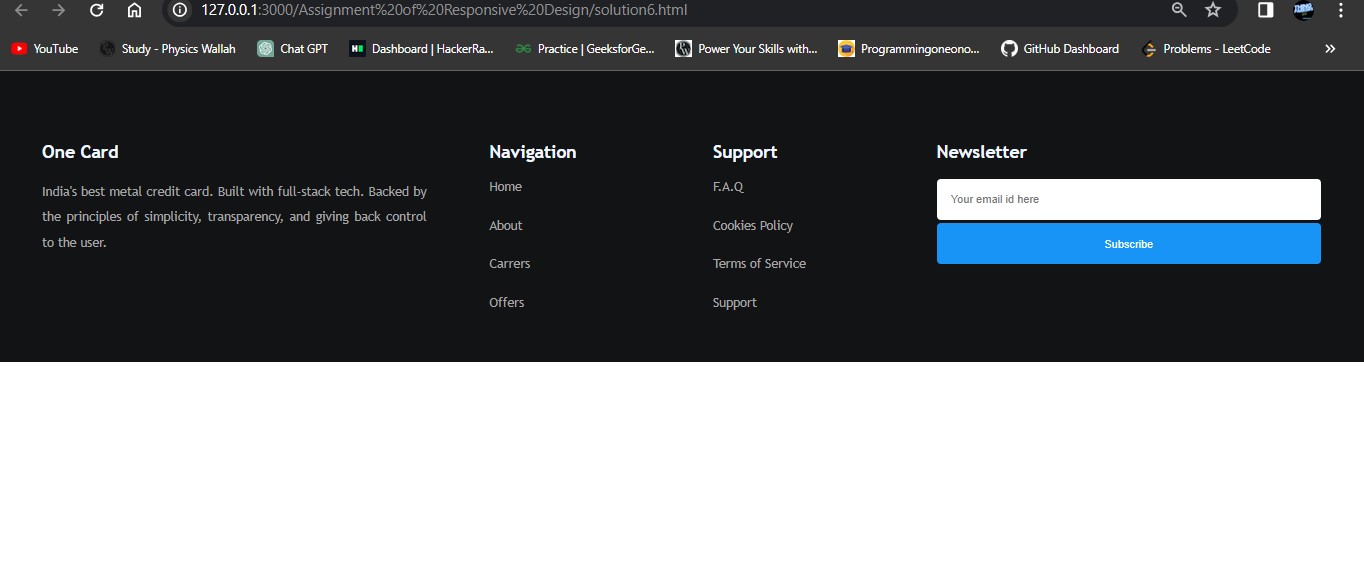 127.0.0.1:3000/Assignment%20of%20Responsive%20Design/solution6.html
YouTube
Study - Physics Wallah
Chat GPT
Dashboard | HackerRa...
Practice | GeeksforGe...
Power Your Skills with...
Programmingoneono...
GitHub Dashboard
Problems - LeetCode
One Card
India's best metal credit card. Built with full-stack tech. Backed by
the principles of simplicity, transparency, and giving back control
to the user.
Navigation
Home
About
Carrers
Offers
Support
F.A.Q
Cookies Policy
Terms of Service
Support
Newsletter
Your email id here
Subscribe